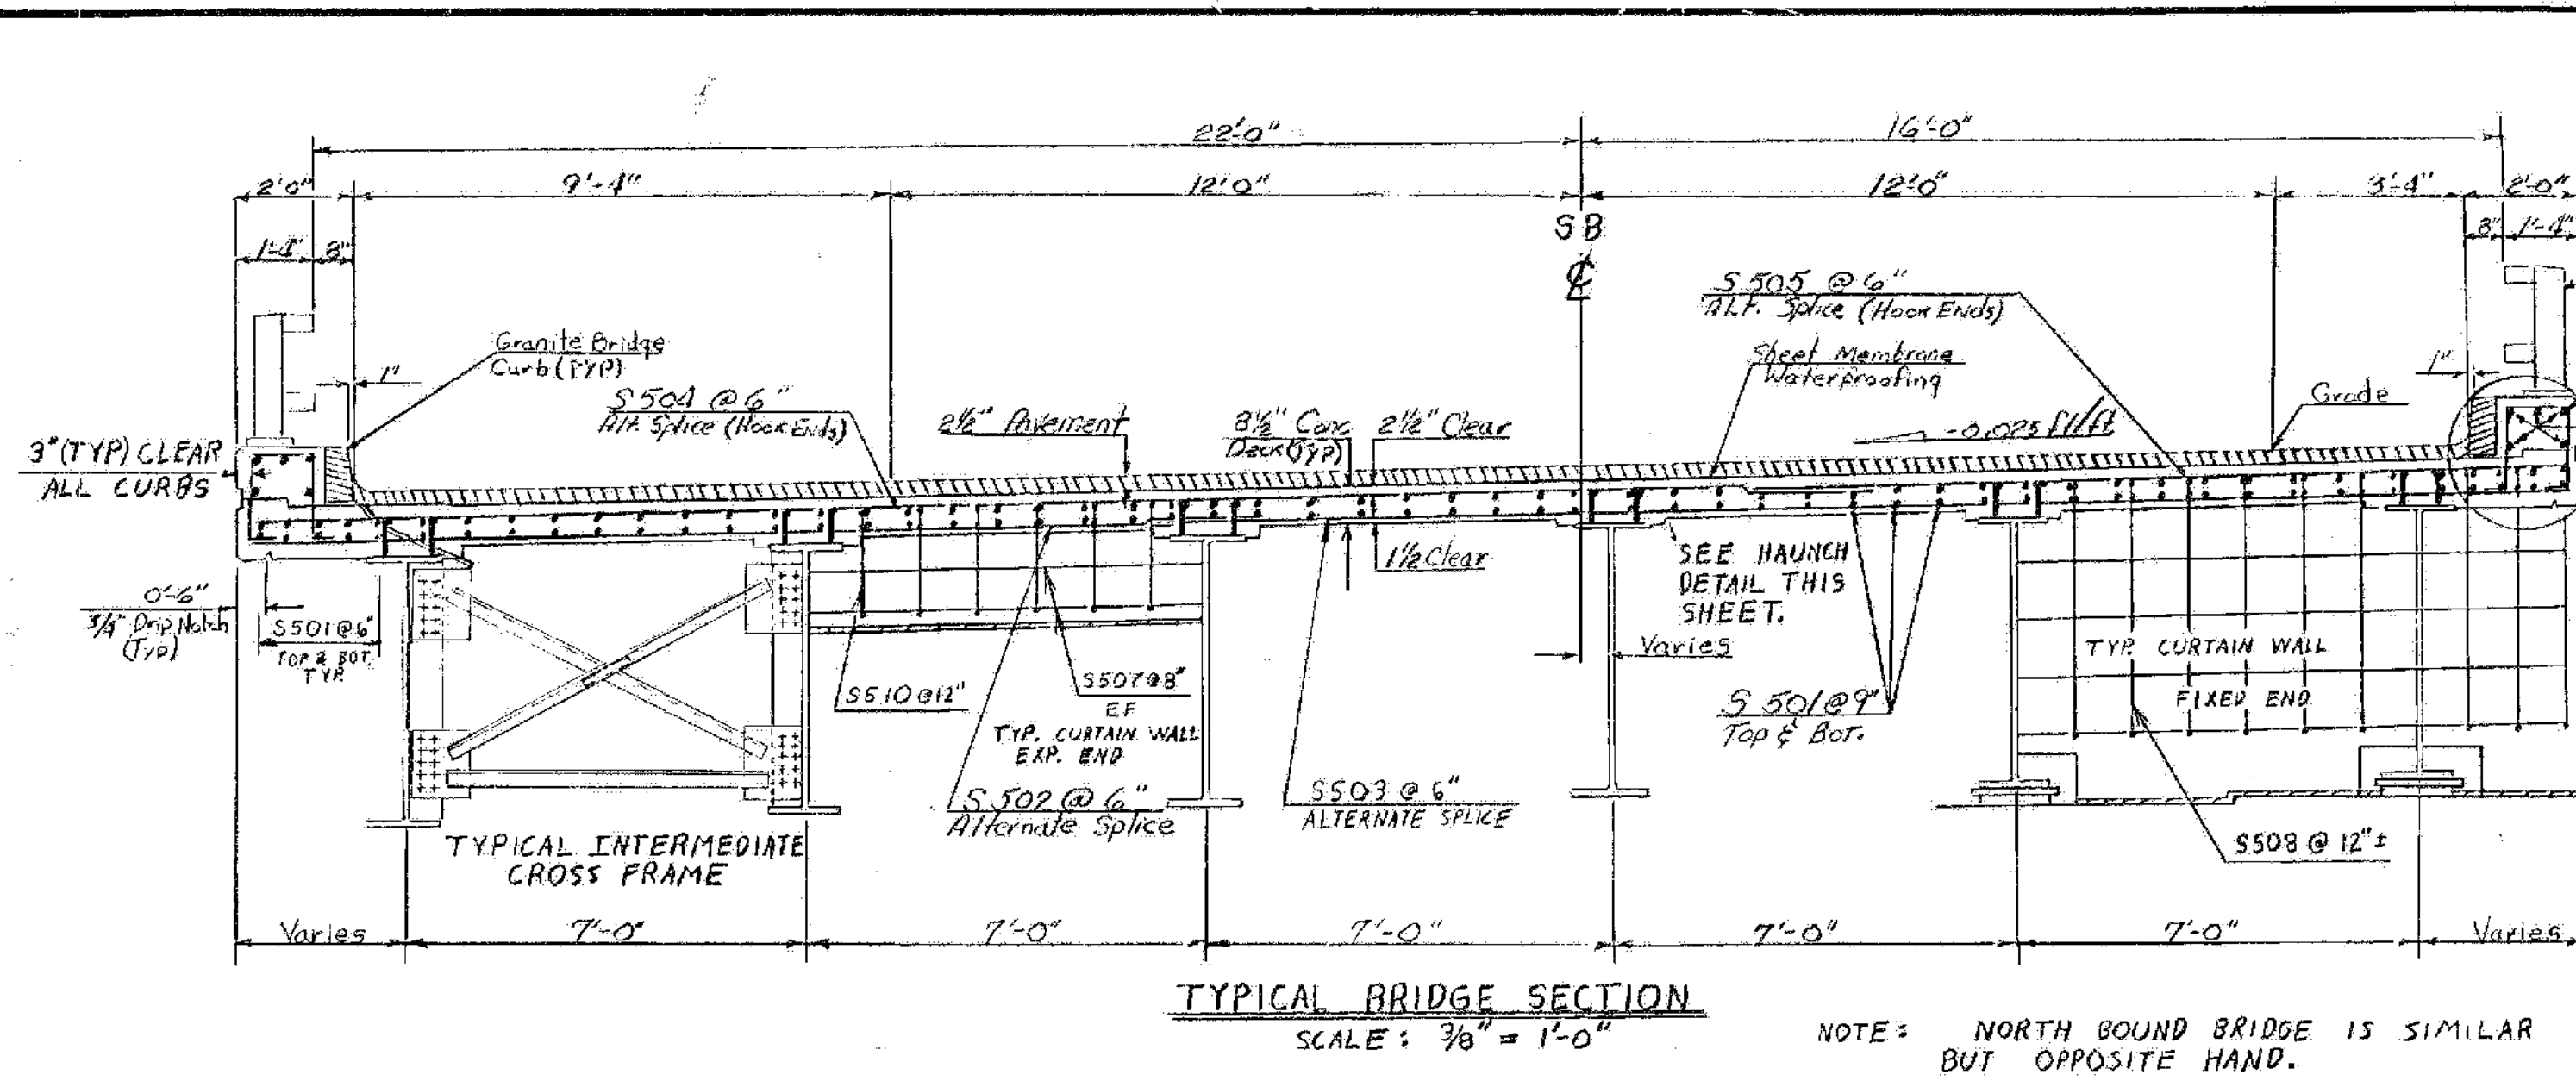 22'-0"
16'-0"
2'-0"
9'-4"
12'-0"
12'-0"
3'-4"
2'-0"
1'-4"
8"
SB
℄
8"
1'-4"
S 505 @ 6"
ALT. Splice (Hook Ends)
Granite Bridge
Curb (TYP)
1"
Sheet Membrane
Waterproofing
1"
S 504 @ 6"
Alt. Splice (Hook Ends)
2½" Pavement
8½" Conc
Deck (Typ)
2½" Clear
-0.025 ft/ft
Grade
3" (TYP) CLEAR
ALL CURBS
1½ Clear
SEE HAUNCH
DETAIL THIS
SHEET.
0'-6"
3/4" Drip Notch
(Typ)
S501@6"
TOP & BOT.
TYP.
Varies
TYP. CURTAIN WALL
FIXED END
S510@12"
S507@8"
EF
TYP. CURTAIN WALL
EXP. END
S 501@9"
Top & Bot.
S 502 @ 6"
Alternate Splice
S503 @ 6"
ALTERNATE SPLICE
S508 @ 12"±
TYPICAL INTERMEDIATE
CROSS FRAME
Varies
7'-0"
7'-0"
7'-0"
7'-0"
7'-0"
Varies
TYPICAL BRIDGE SECTION
SCALE: 3/8" = 1'-0"
NOTE: NORTH BOUND BRIDGE IS SIMILAR
BUT OPPOSITE HAND.